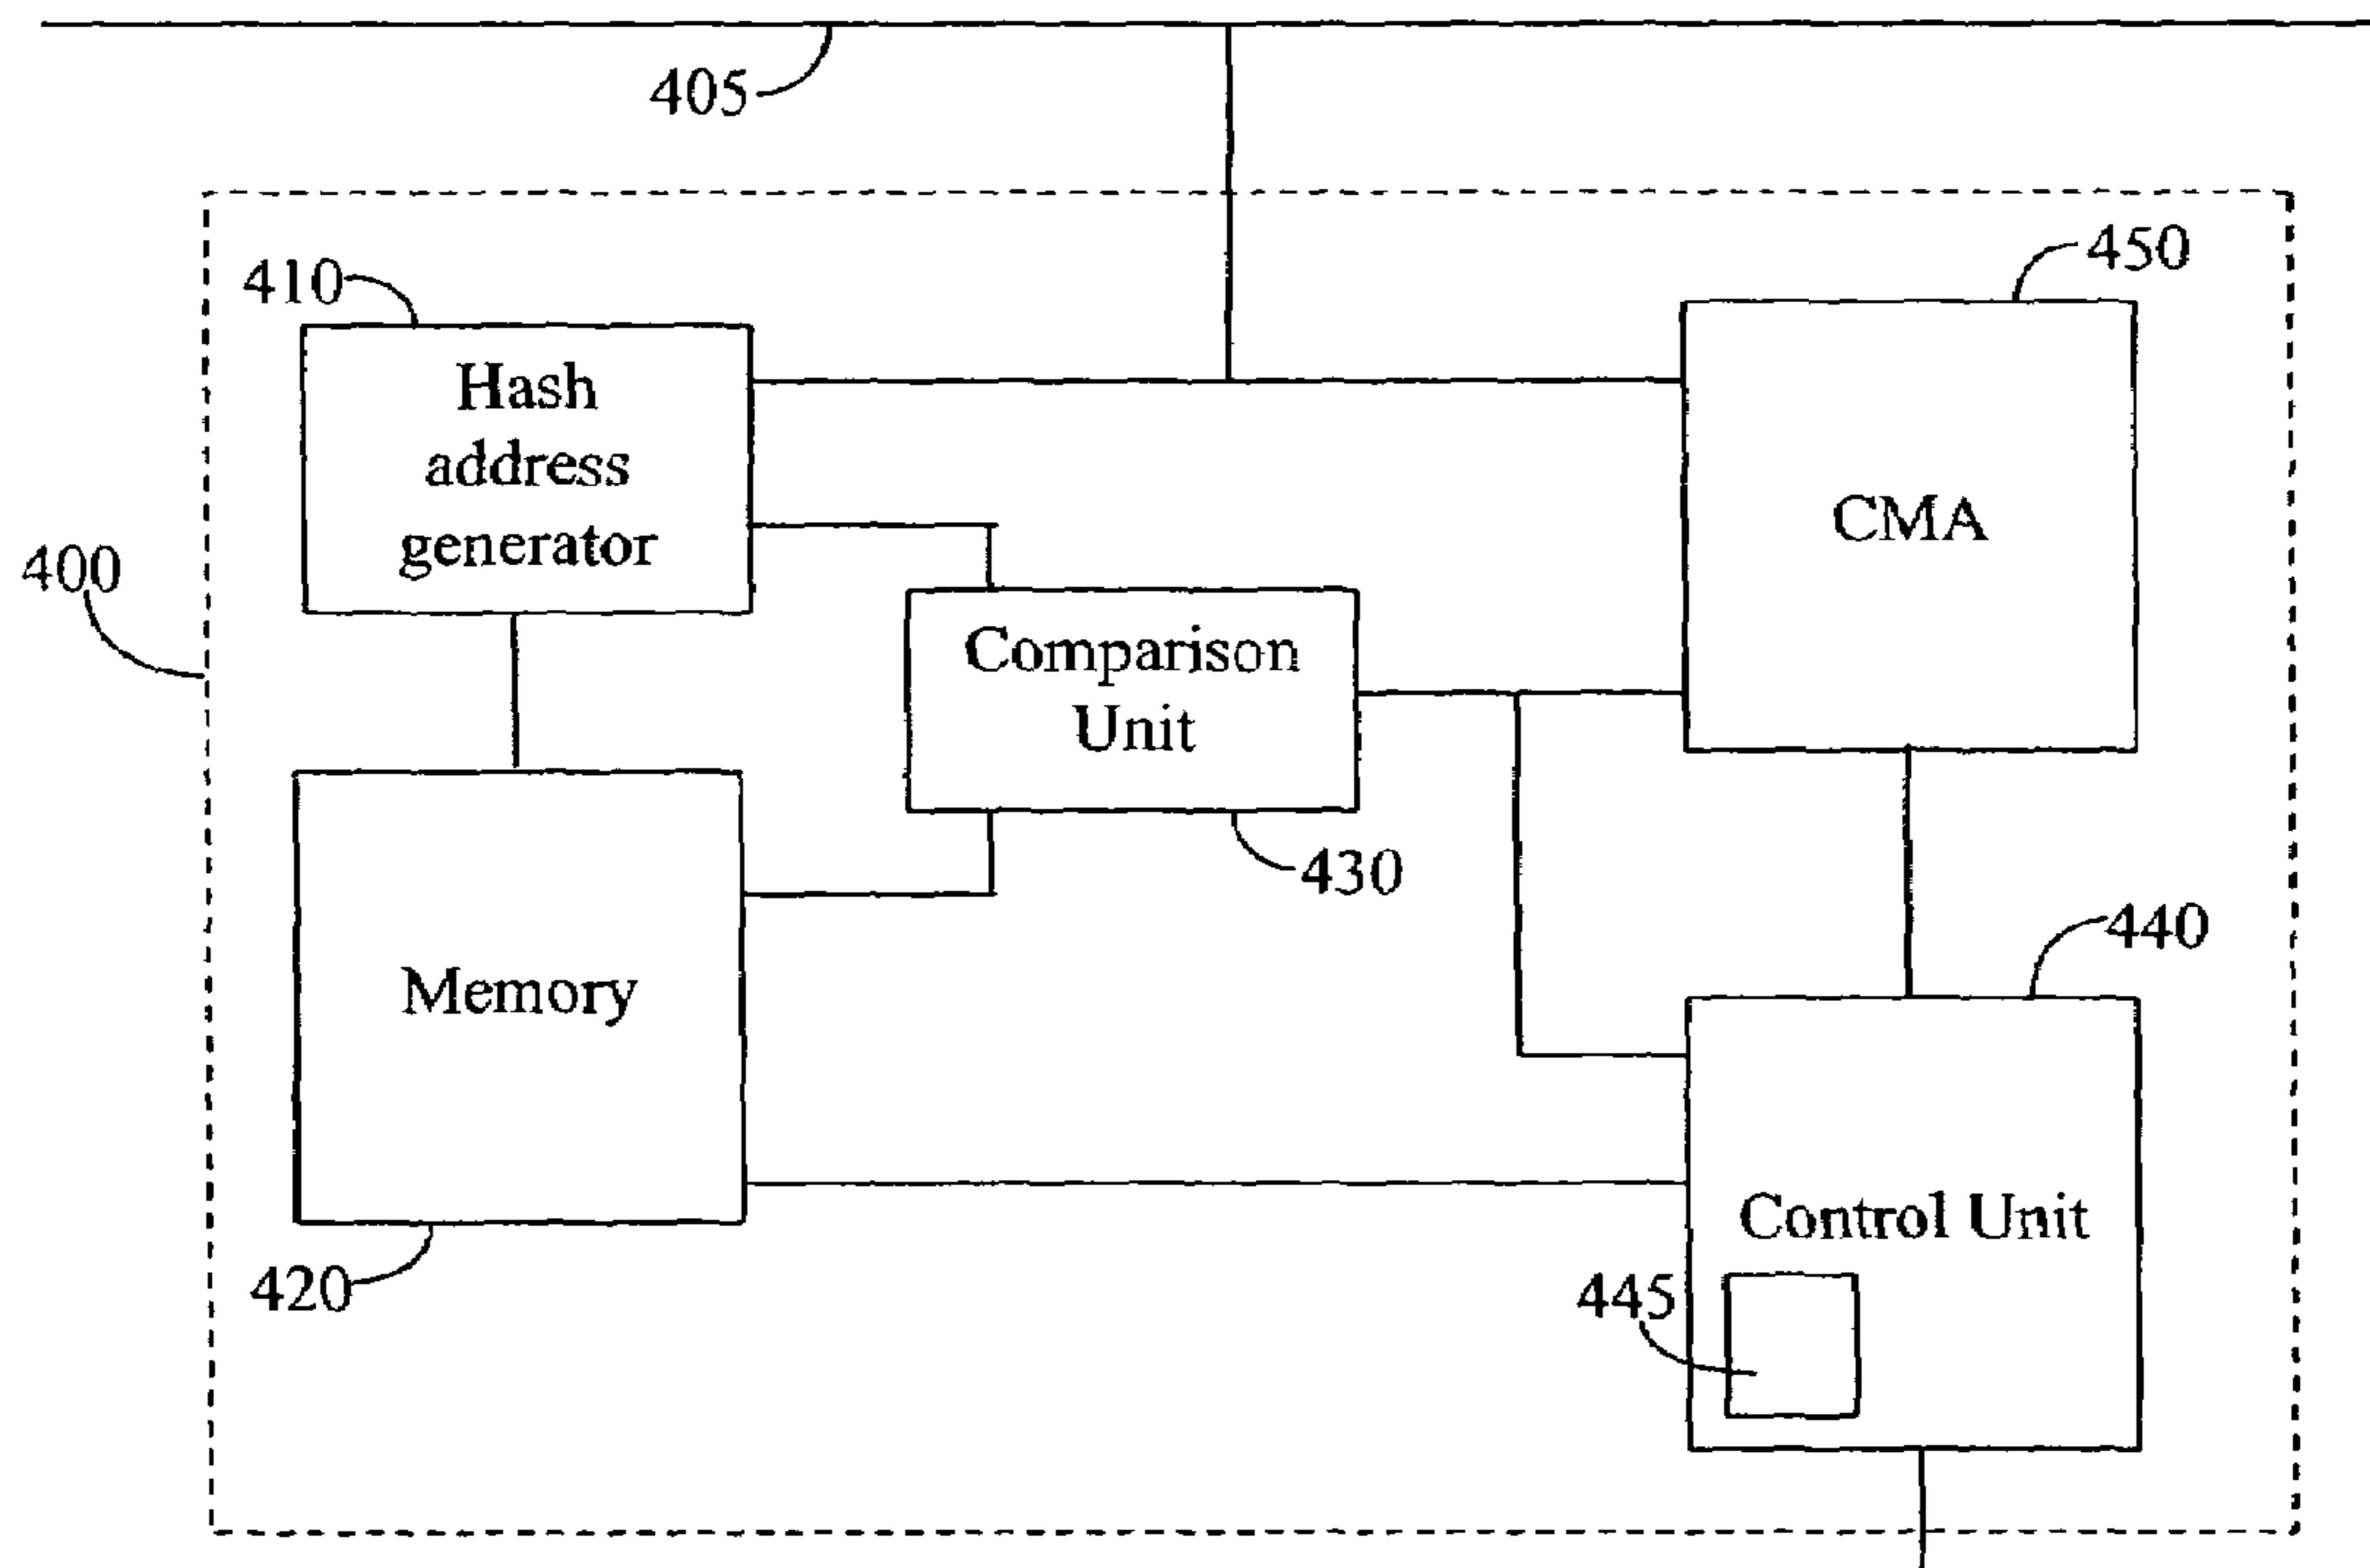 405
450
410
Hash
address
generator
CMA
400
Comparison
Unit
430
440
Memory
Control Unit
420
445